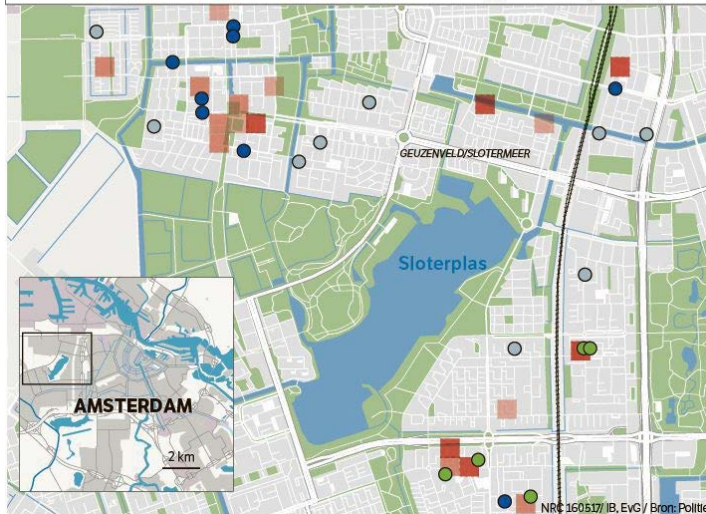 GEUZENVELD/SLOTERMEER
Sloterplas
AMSTERDAM
2 km
NRC 160517/ IB, EvG / Bron: Politie